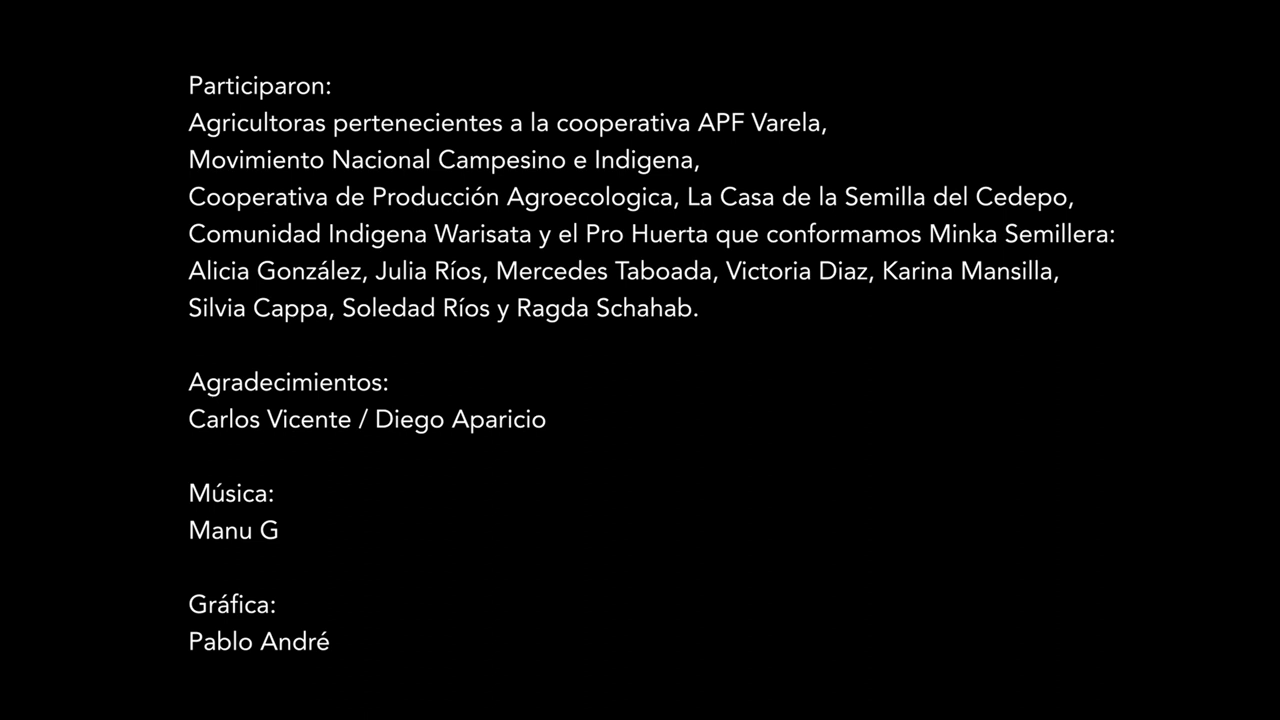 Participaron:
Agricultoras pertenecientes a la cooperativa APF Varela,
Movimiento Nacional Campesino e Indigena,
Cooperativa de Producción Agroecologica, La Casa de la Semilla del Cedepo,
Comunidad Indigena Warisata y el Pro Huerta que conformamos Minka Semillera:
Alicia González, Julia Ríos, Mercedes Taboada, Victoria Diaz, Karina Mansilla,
Silvia Cappa, Soledad Ríos y Ragda Schahab.
Agradecimientos:
Carlos Vicente / Diego Aparicio
Música:
Manu G
Gráfica:
Pablo André